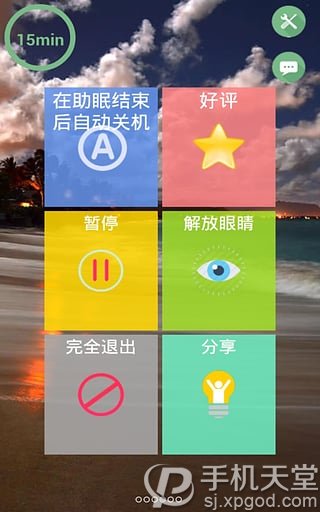 15min
在助眠结束
后自动关机
A
好评
暂停
解放眼睛
完全退出
分享
手机天堂
sj.xpgod.com